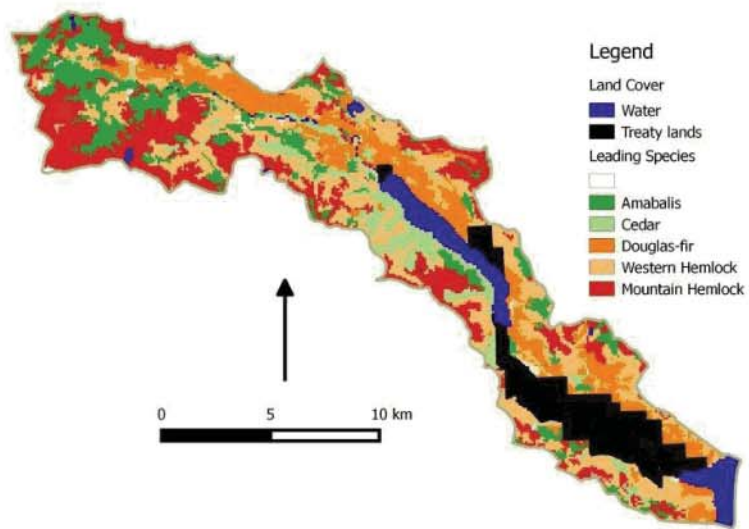 Legend
Land Cover
Water
Treaty lands
Leading Species
Amabalis
Cedar
Douglas-fir
Western Hemlock
Mountain Hemlock
0 5 10 km